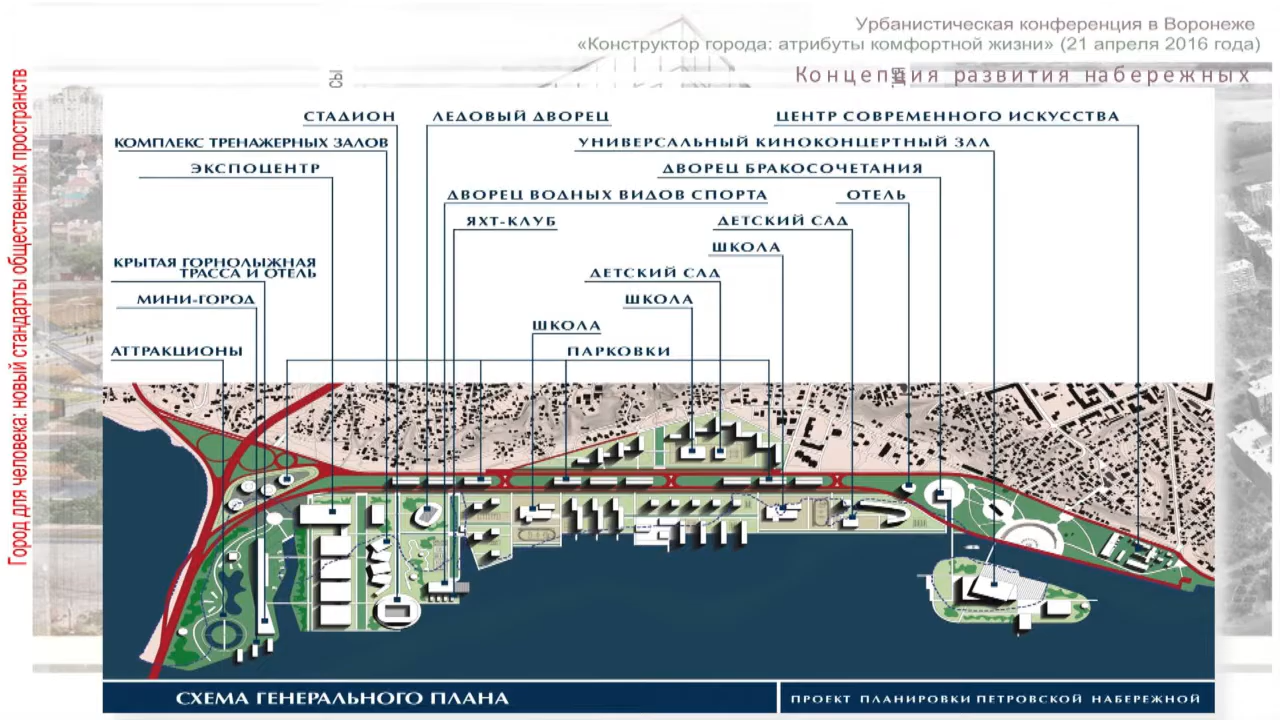 Урбанистическая конференция в Воронеже
«Конструктор города: атрибуты комфортной жизни» (21 апреля 2016 года)
Концепция развития набережных
Город для человека: новый стандарты общественных пространств
СТАДИОН
ЛЕДОВЫЙ ДВОРЕЦ
ЦЕНТР СОВРЕМЕННОГО ИСКУССТВА
КОМПЛЕКС ТРЕНАЖЕРНЫХ ЗАЛОВ
УНИВЕРСАЛЬНЫЙ КИНОКОНЦЕРТНЫЙ ЗАЛ
ЭКСПОЦЕНТР
ДВОРЕЦ БРАКОСОЧЕТАНИЯ
ДВОРЕЦ ВОДНЫХ ВИДОВ СПОРТА
ОТЕЛЬ
ЯХТ-КЛУБ
ДЕТСКИЙ САД
ШКОЛА
КРЫТАЯ ГОРНОЛЫЖНАЯ
ТРАССА И ОТЕЛЬ
ДЕТСКИЙ САД
МИНИ-ГОРОД
ШКОЛА
ШКОЛА
АТТРАКЦИОНЫ
ПАРКОВКИ
СХЕМА ГЕНЕРАЛЬНОГО ПЛАНА
ПРОЕКТ ПЛАНИРОВКИ ПЕТРОВСКОЙ НАБЕРЕЖНОЙ